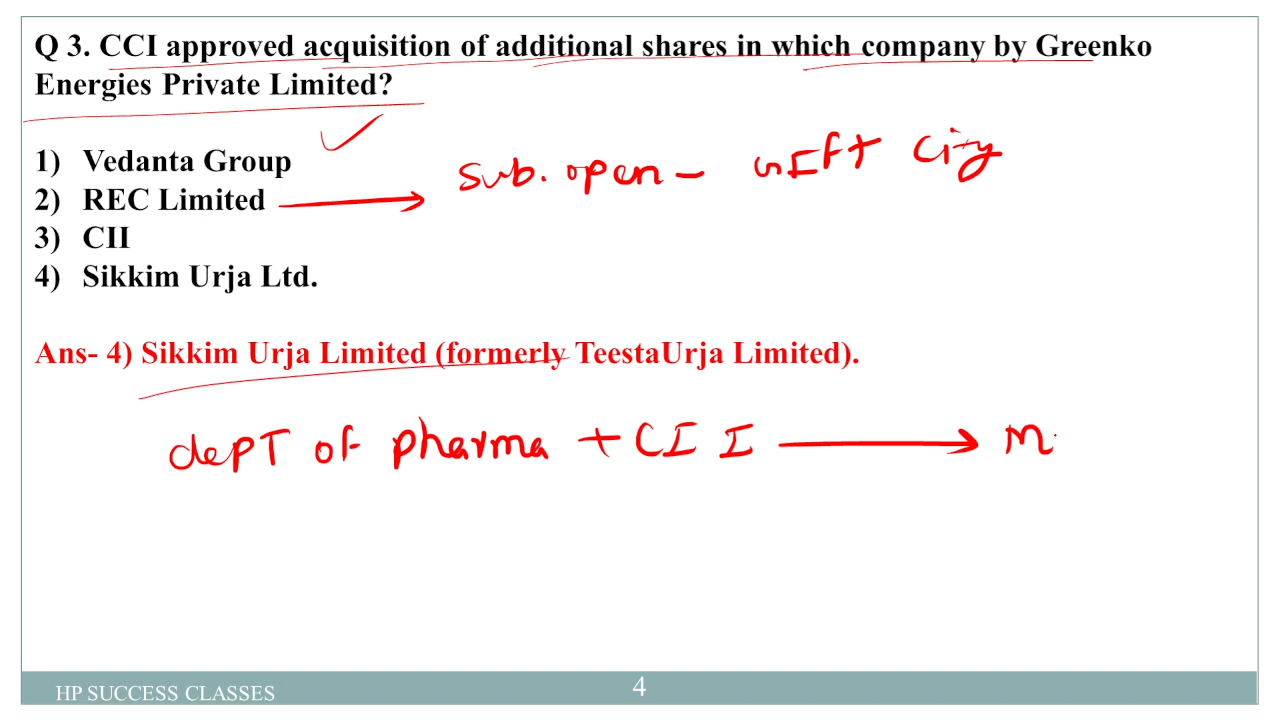 Q 3. CCI approved acquisition of additional shares in which company by Greenko
Energies Private Limited?
1) Vedanta Group
2) REC Limited
sub. open - GIFT City
3) CII
4) Sikkim Urja Ltd.
Ans- 4) Sikkim Urja Limited (formerly TeestaUrja Limited).
depT of pharma + CII → m
HP SUCCESS CLASSES
4